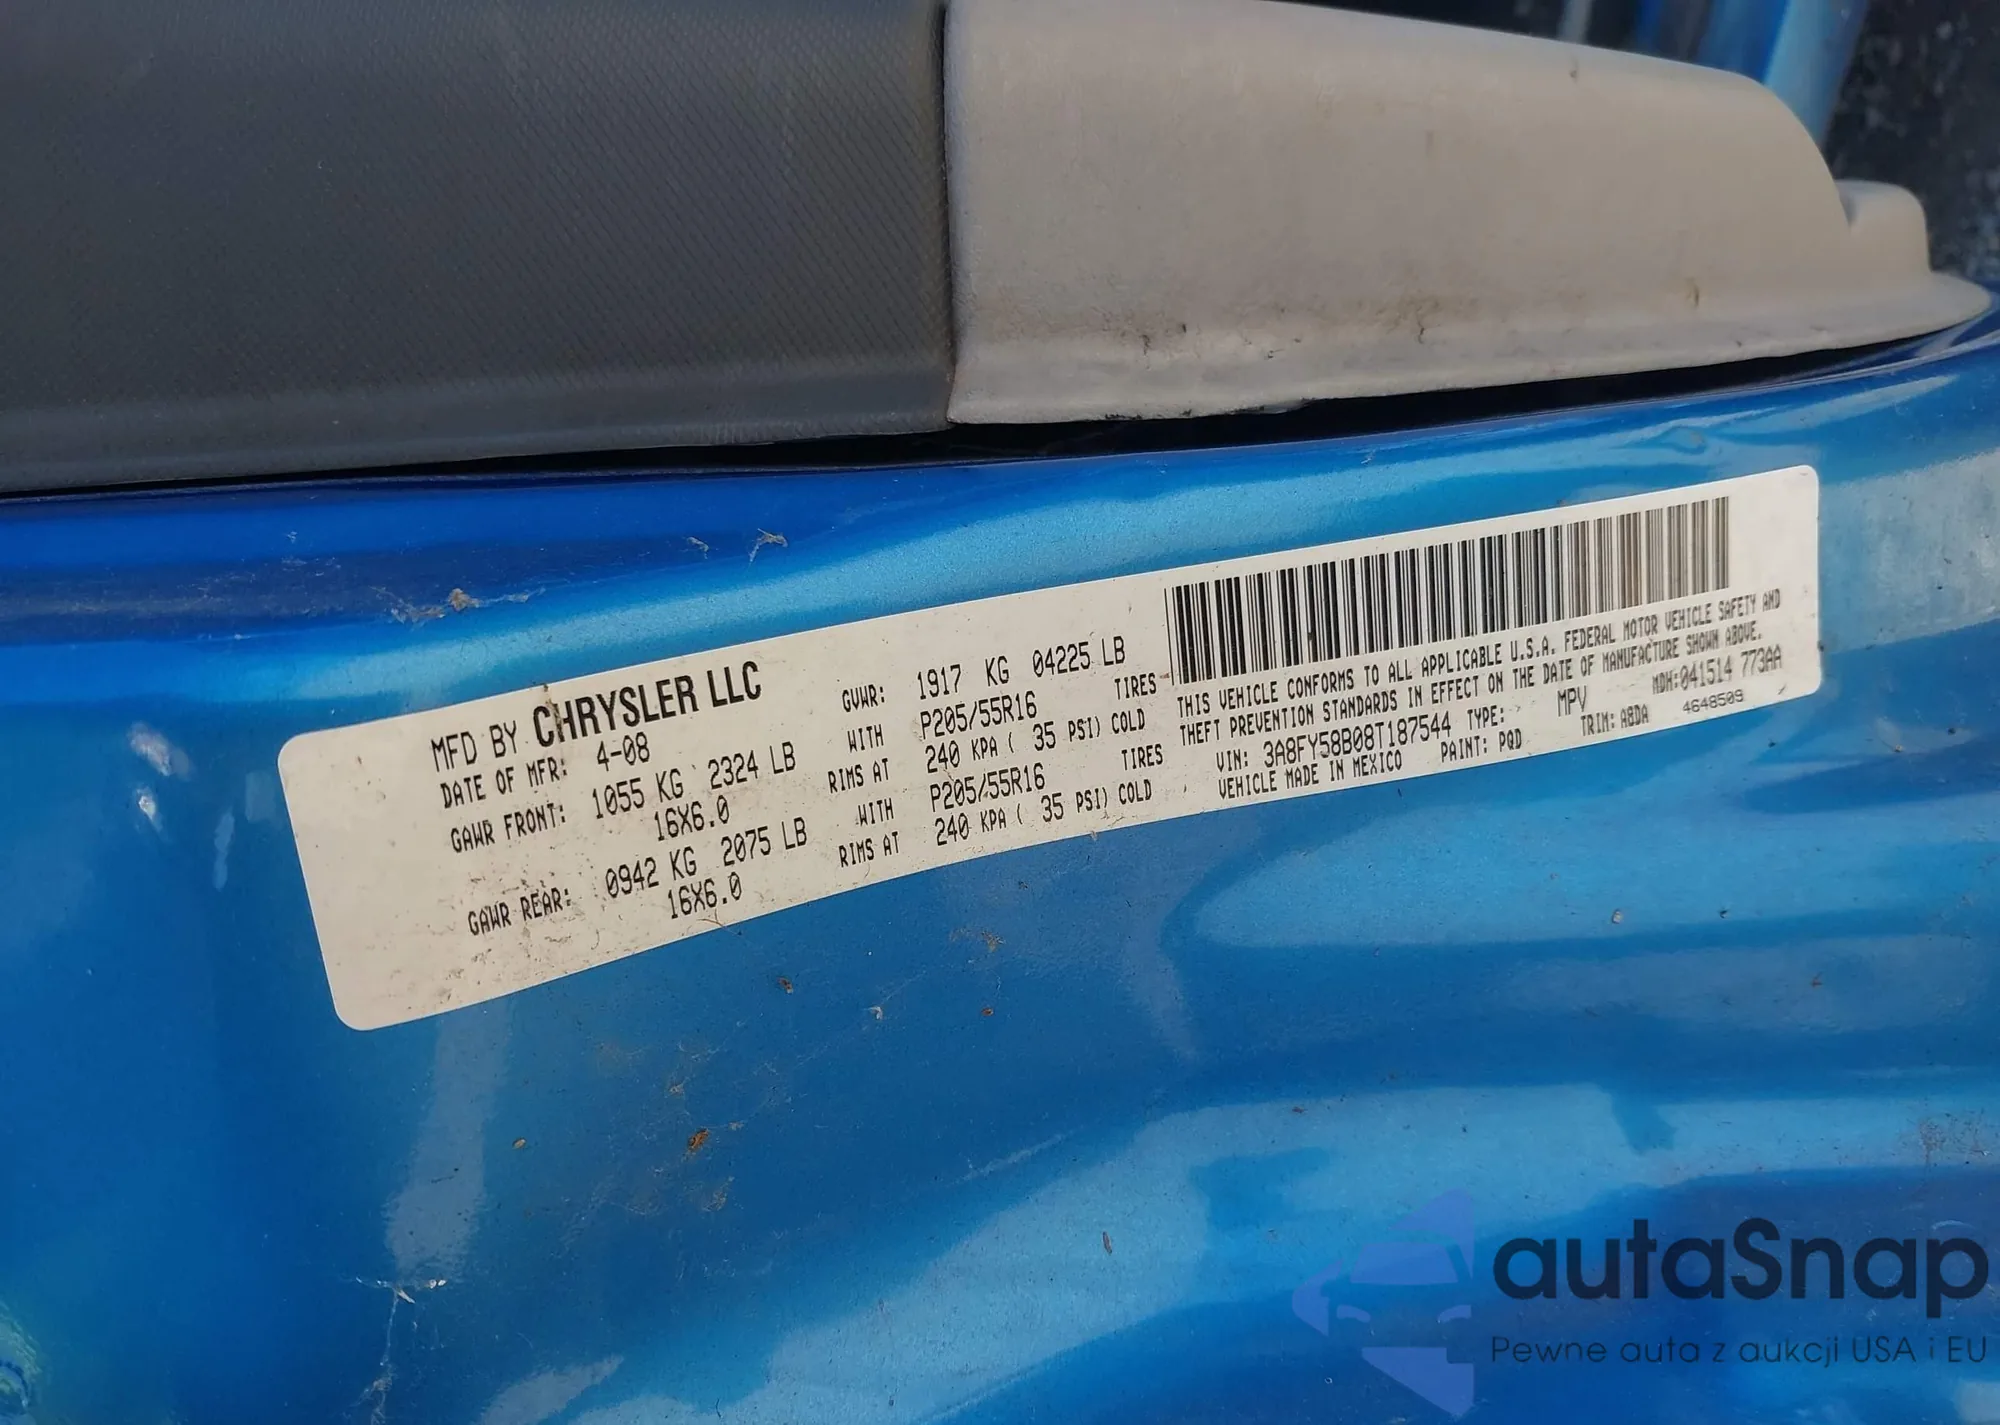 MFD BY CHRYSLER LLC
DATE OF MFR: 4-08 GVWR: 1917 KG 04225 LB
GAWR FRONT: 1055 KG 2324 LB WITH P205/55R16 TIRES
16X6.0 RIMS AT 240 KPA ( 35 PSI) COLD
GAWR REAR: 0942 KG 2075 LB WITH P205/55R16 TIRES
16X6.0 RIMS AT 240 KPA ( 35 PSI) COLD
THIS VEHICLE CONFORMS TO ALL APPLICABLE U.S.A. FEDERAL MOTOR VEHICLE SAFETY AND
THEFT PREVENTION STANDARDS IN EFFECT ON THE DATE OF MANUFACTURE SHOWN ABOVE.
VIN: 3A8FY58B08T187544 TYPE: MPV MDH:041514 773AA
VEHICLE MADE IN MEXICO PAINT: PQD TRIM: A8DA 4648509
autaSnap
Pewne auta z aukcji USA i EU